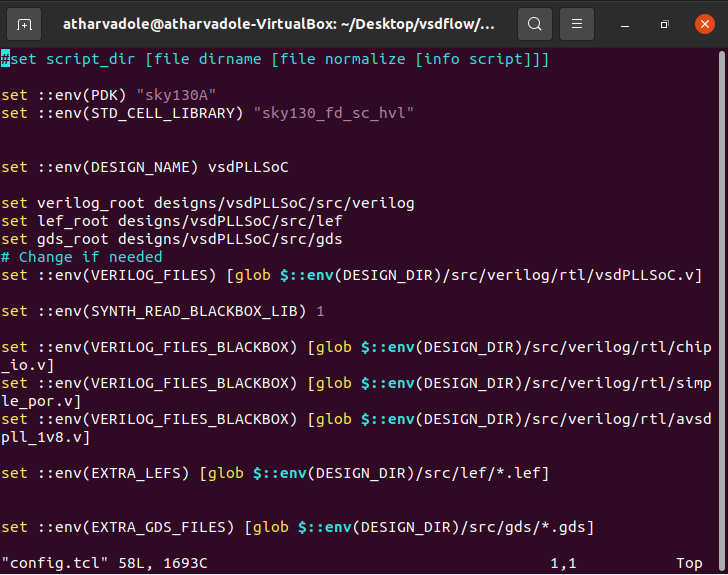 atharvadole@atharvadole-VirtualBox: ~/Desktop/vsdflow/...
#set script_dir [file dirname [file normalize [info script]]]
set ::env(PDK) "sky130A"
set ::env(STD_CELL_LIBRARY) "sky130_fd_sc_hvl"
set ::env(DESIGN_NAME) vsdPLLSoC
set verilog_root designs/vsdPLLSoC/src/verilog
set lef_root designs/vsdPLLSoC/src/lef
set gds_root designs/vsdPLLSoC/src/gds
# Change if needed
set ::env(VERILOG_FILES) [glob $::env(DESIGN_DIR)/src/verilog/rtl/vsdPLLSoC.v]
set ::env(SYNTH_READ_BLACKBOX_LIB) 1
set ::env(VERILOG_FILES_BLACKBOX) [glob $::env(DESIGN_DIR)/src/verilog/rtl/chip
_io.v]
set ::env(VERILOG_FILES_BLACKBOX) [glob $::env(DESIGN_DIR)/src/verilog/rtl/simp
le_por.v]
set ::env(VERILOG_FILES_BLACKBOX) [glob $::env(DESIGN_DIR)/src/verilog/rtl/avsd
pll_1v8.v]
set ::env(EXTRA_LEFS) [glob $::env(DESIGN_DIR)/src/lef/*.lef]
set ::env(EXTRA_GDS_FILES) [glob $::env(DESIGN_DIR)/src/gds/*.gds]
"config.tcl" 58L, 1693C 1,1 Top